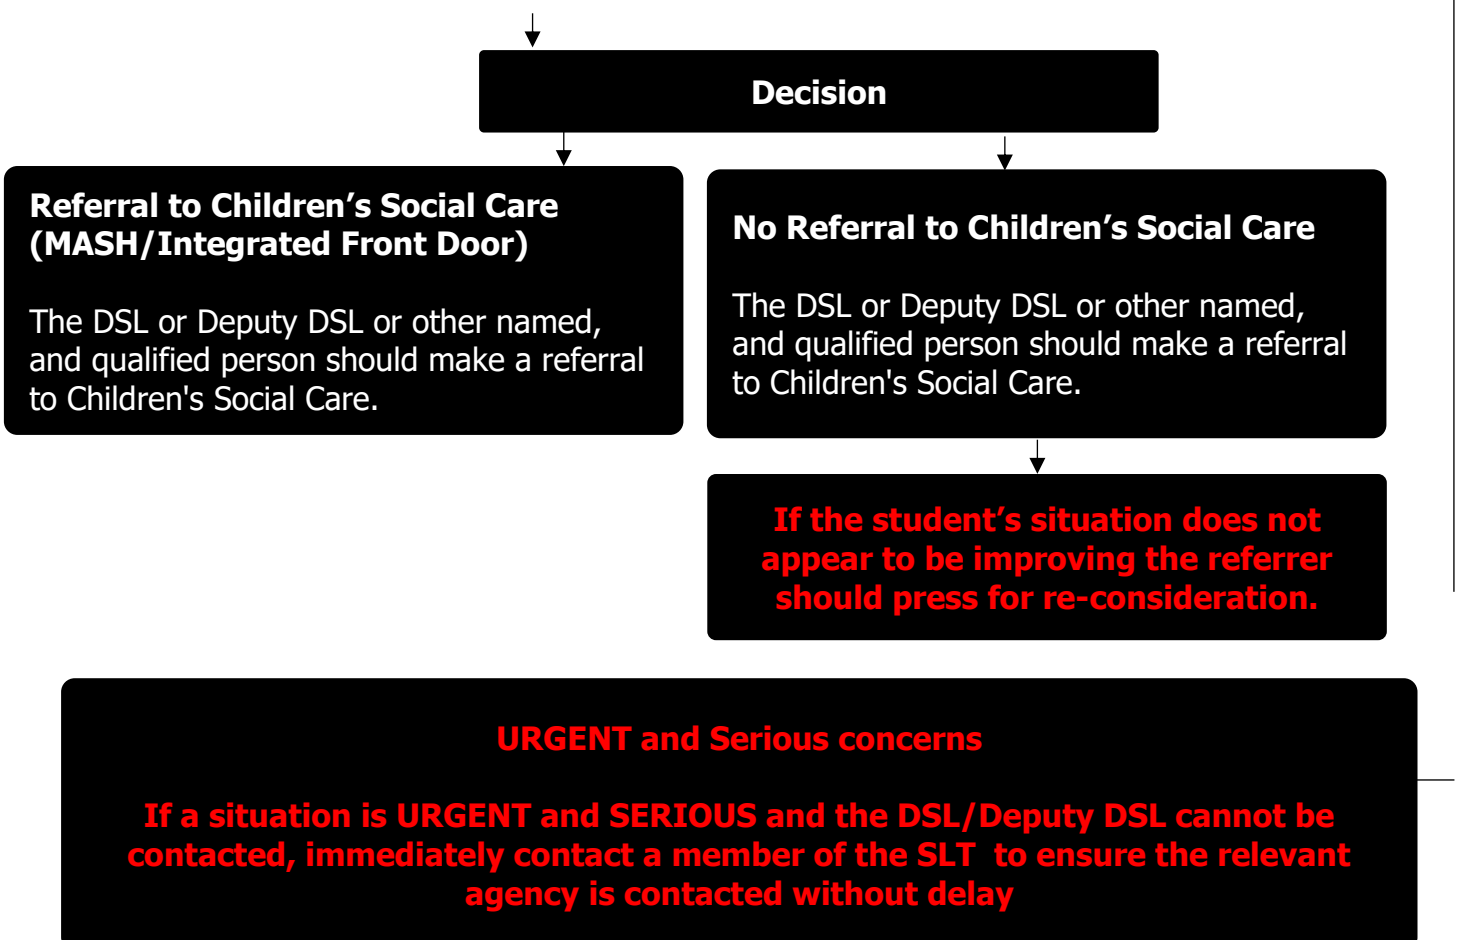 Decision
Referral to Children’s Social Care
(MASH/Integrated Front Door)
The DSL or Deputy DSL or other named,
and qualified person should make a referral
to Children's Social Care.
No Referral to Children’s Social Care
The DSL or Deputy DSL or other named,
and qualified person should make a referral
to Children's Social Care.
If the student’s situation does not
appear to be improving the referrer
should press for re-consideration.
URGENT and Serious concerns
If a situation is URGENT and SERIOUS and the DSL/Deputy DSL cannot be
contacted, immediately contact a member of the SLT  to ensure the relevant
agency is contacted without delay